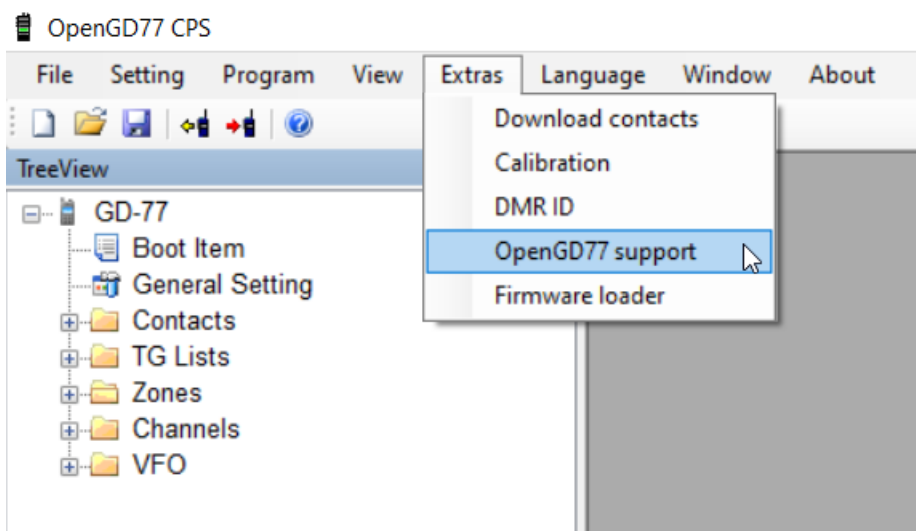 OpenGD77 CPS
File Setting Program View Extras Language Window About
Download contacts
Calibration
DMR ID
OpenGD77 support
Firmware loader
TreeView
GD-77
Boot Item
General Setting
Contacts
TG Lists
Zones
Channels
VFO